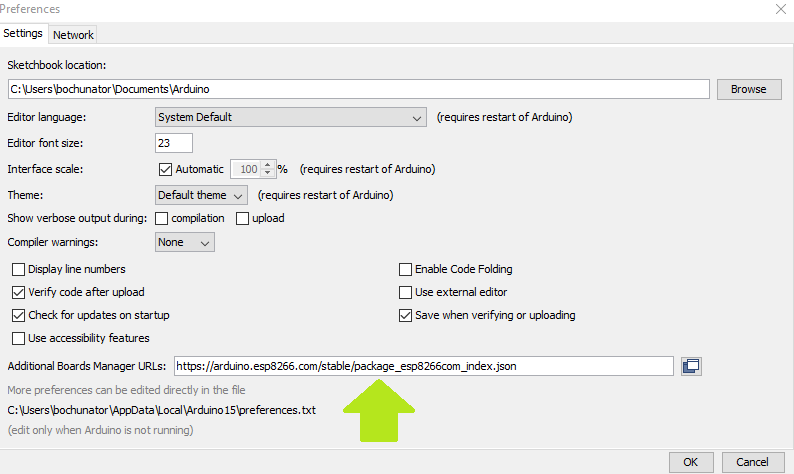 Preferences
Settings Network
Sketchbook location:
C:\Users\bochunator\Documents\Arduino Browse
Editor language: System Default (requires restart of Arduino)
Editor font size: 23
Interface scale: Automatic 100 % (requires restart of Arduino)
Theme: Default theme (requires restart of Arduino)
Show verbose output during: compilation upload
Compiler warnings: None
Display line numbers Enable Code Folding
Verify code after upload Use external editor
Check for updates on startup Save when verifying or uploading
Use accessibility features
Additional Boards Manager URLs: https://arduino.esp8266.com/stable/package_esp8266com_index.json
More preferences can be edited directly in the file
C:\Users\bochunator\AppData\Local\Arduino15\preferences.txt
(edit only when Arduino is not running)
OK Cancel